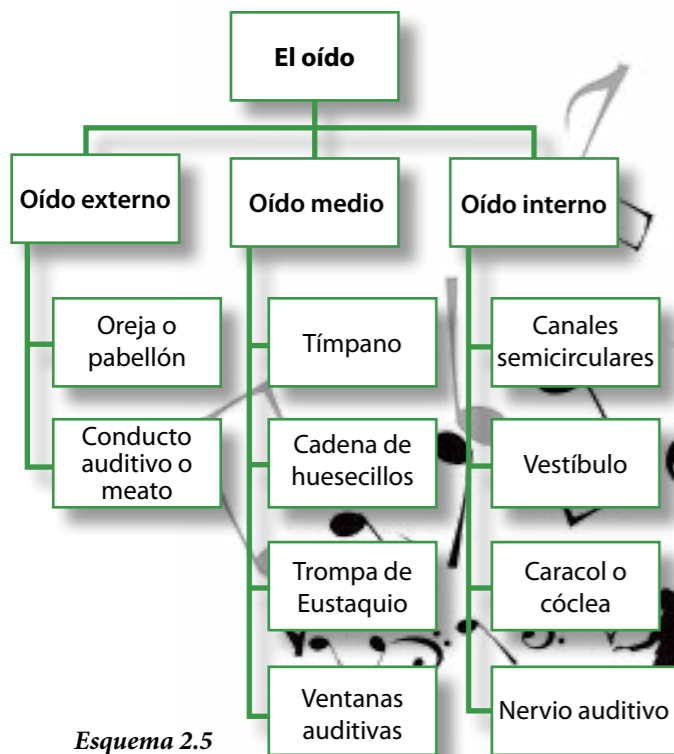 El oído
Oído externo
Oído medio
Oído interno
Oreja o
pabellón
Tímpano
Canales
semicirculares
Conducto
auditivo o
meato
Cadena de
huesecillos
Vestíbulo
Trompa de
Eustaquio
Caracol o
cóclea
Ventanas
auditivas
Nervio auditivo
Esquema 2.5